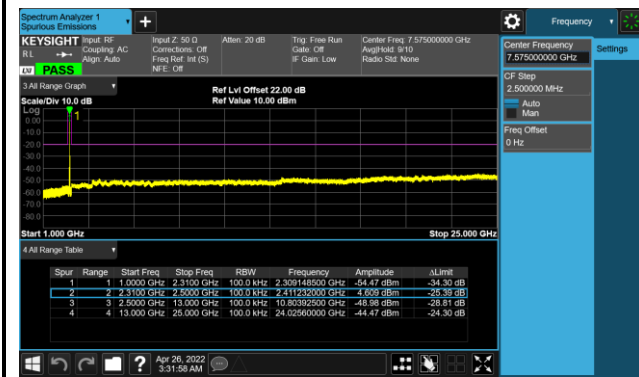 Spectrum Analyzer 1
Spurious Emissions
Frequency
KEYSIGHT Input: RF Input Z: 50 Ω Atten: 20 dB Trig: Free Run Center Freq: 7.575000000 GHz
RL Coupling: AC Corrections: Off Gate: Off Avg|Hold: 9/10
Align: Auto Freq Ref: Int (S) IF Gain: Low Radio Std: None
NFE: Off
LXI PASS
Center Frequency
7.575000000 GHz
Settings
CF Step
2.500000 MHz
Auto
Man
Freq Offset
0 Hz
3 All Range Graph
Ref Lvl Offset 22.00 dB
Scale/Div 10.0 dB Ref Value 10.00 dBm
Log
1
0.00
-10.0
-20.0
-30.0
-40.0
-50.0
-60.0
-70.0
-80.0
Start 1.000 GHz Stop 25.000 GHz
4 All Range Table
Spur Range Start Freq Stop Freq RBW Frequency Amplitude ΔLimit
1 1 1.0000 GHz 2.3100 GHz 100.0 kHz 2.309148500 GHz -54.47 dBm -34.30 dB
2 2 2.3100 GHz 2.5000 GHz 100.0 kHz 2.411232000 GHz 4.609 dBm -25.39 dB
3 3 2.5000 GHz 13.000 GHz 100.0 kHz 10.80392500 GHz -48.98 dBm -28.81 dB
4 4 13.000 GHz 25.000 GHz 100.0 kHz 24.02560000 GHz -44.47 dBm -24.30 dB
Apr 26, 2022
3:31:58 AM